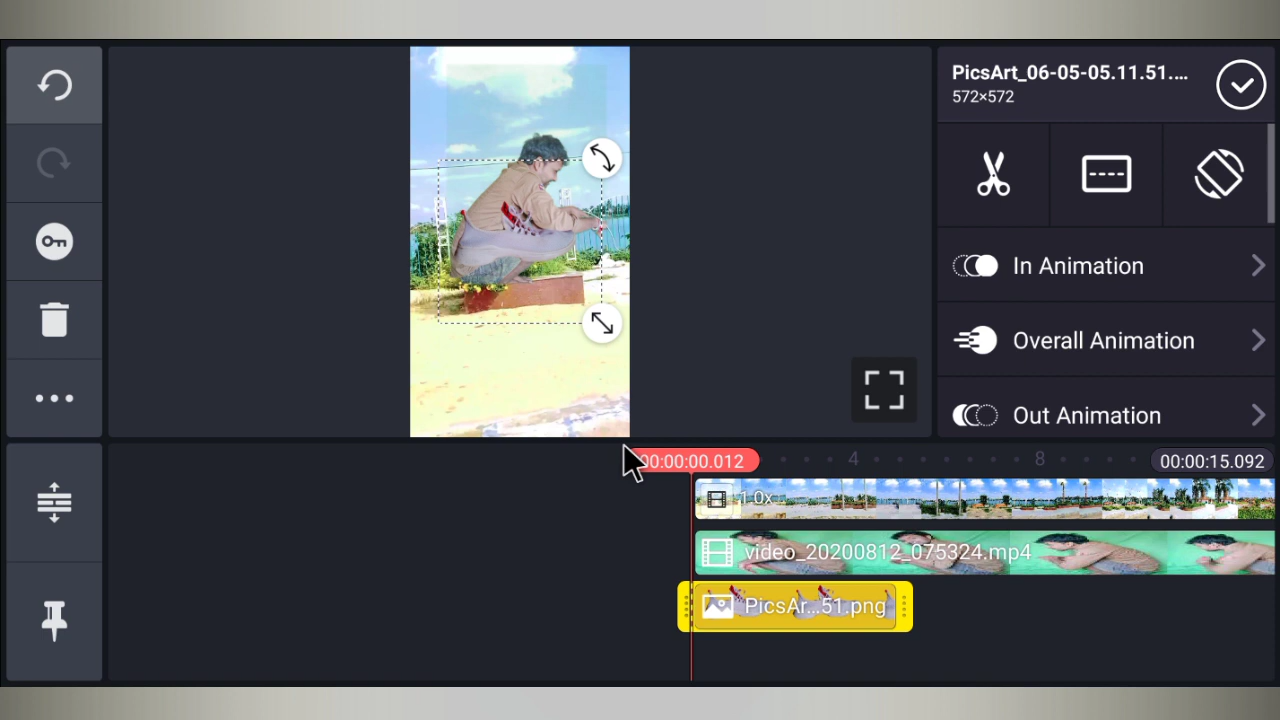 PicsArt_06-05-05.11.51....
572×572
In Animation
Overall Animation
Out Animation
00:00:00.012
4
8
00:00:15.092
1.0x
video_20200812_075324.mp4
PicsAr...51.png